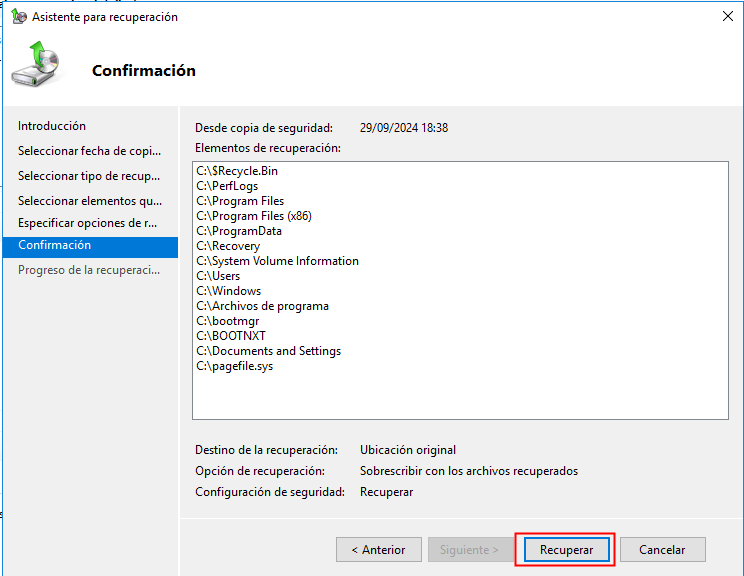 Asistente para recuperación
Confirmación
Introducción
Seleccionar fecha de copi...
Seleccionar tipo de recup...
Seleccionar elementos qu...
Especificar opciones de r...
Confirmación
Progreso de la recuperaci...
Desde copia de seguridad: 29/09/2024 18:38
Elementos de recuperación:
C:\$Recycle.Bin
C:\PerfLogs
C:\Program Files
C:\Program Files (x86)
C:\ProgramData
C:\Recovery
C:\System Volume Information
C:\Users
C:\Windows
C:\Archivos de programa
C:\bootmgr
C:\BOOTNXT
C:\Documents and Settings
C:\pagefile.sys
Destino de la recuperación: Ubicación original
Opción de recuperación: Sobrescribir con los archivos recuperados
Configuración de seguridad: Recuperar
< Anterior Siguiente > Recuperar Cancelar